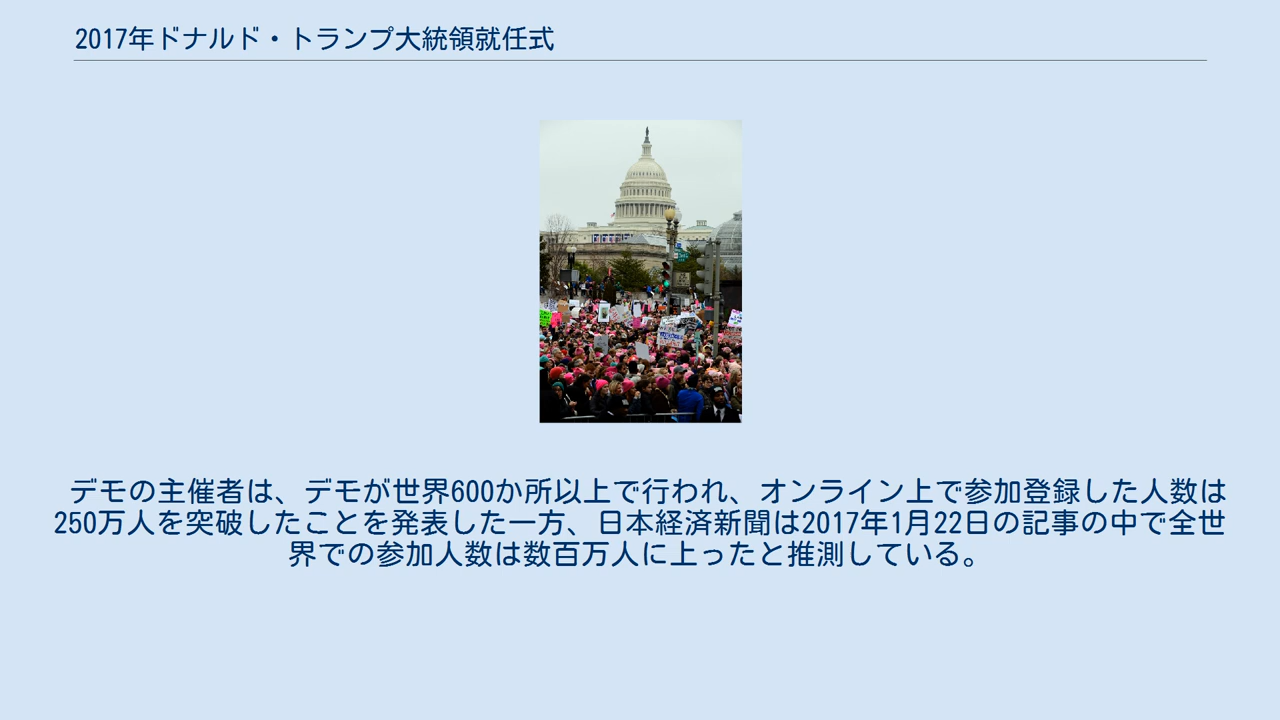 2017年ドナルド・トランプ大統領就任式
デモの主催者は、デモが世界600か所以上で行われ、オンライン上で参加登録した人数は
250万人を突破したことを発表した一方、日本経済新聞は2017年1月22日の記事の中で全世
界での参加人数は数百万人に上ったと推測している。